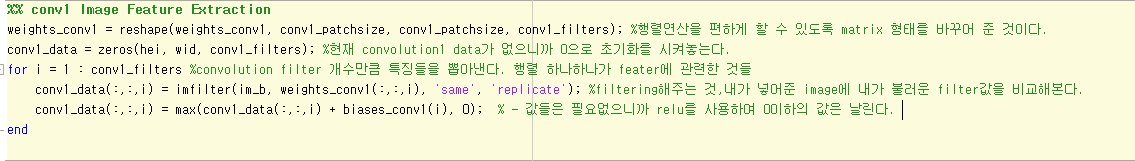 %% conv1 Image Feature Extraction
weights_conv1 = reshape(weights_conv1, conv1_patchsize, conv1_patchsize, conv1_filters); %행렬연산을 편하게 할 수 있도록 matrix 형태를 바꾸어 준 것이다.
conv1_data = zeros(hei, wid, conv1_filters); %현재 convolution1 data가 없으니까 0으로 초기화를 시켜놓는다.
for i = 1 : conv1_filters %convolution filter 개수만큼 특징들을 뽑아낸다. 행렬 하나하나가 feater에 관련한 것들
conv1_data(:,:,i) = imfilter(im_b, weights_conv1(:,:,i), 'same', 'replicate'); %filtering해주는 것,내가 넣어준 image에 내가 불러운 filter값을 비교해본다.
conv1_data(:,:,i) = max(conv1_data(:,:,i) + biases_conv1(i), 0); % - 값들은 필요없으니까 relu를 사용하여 0이하의 값은 날린다.
end